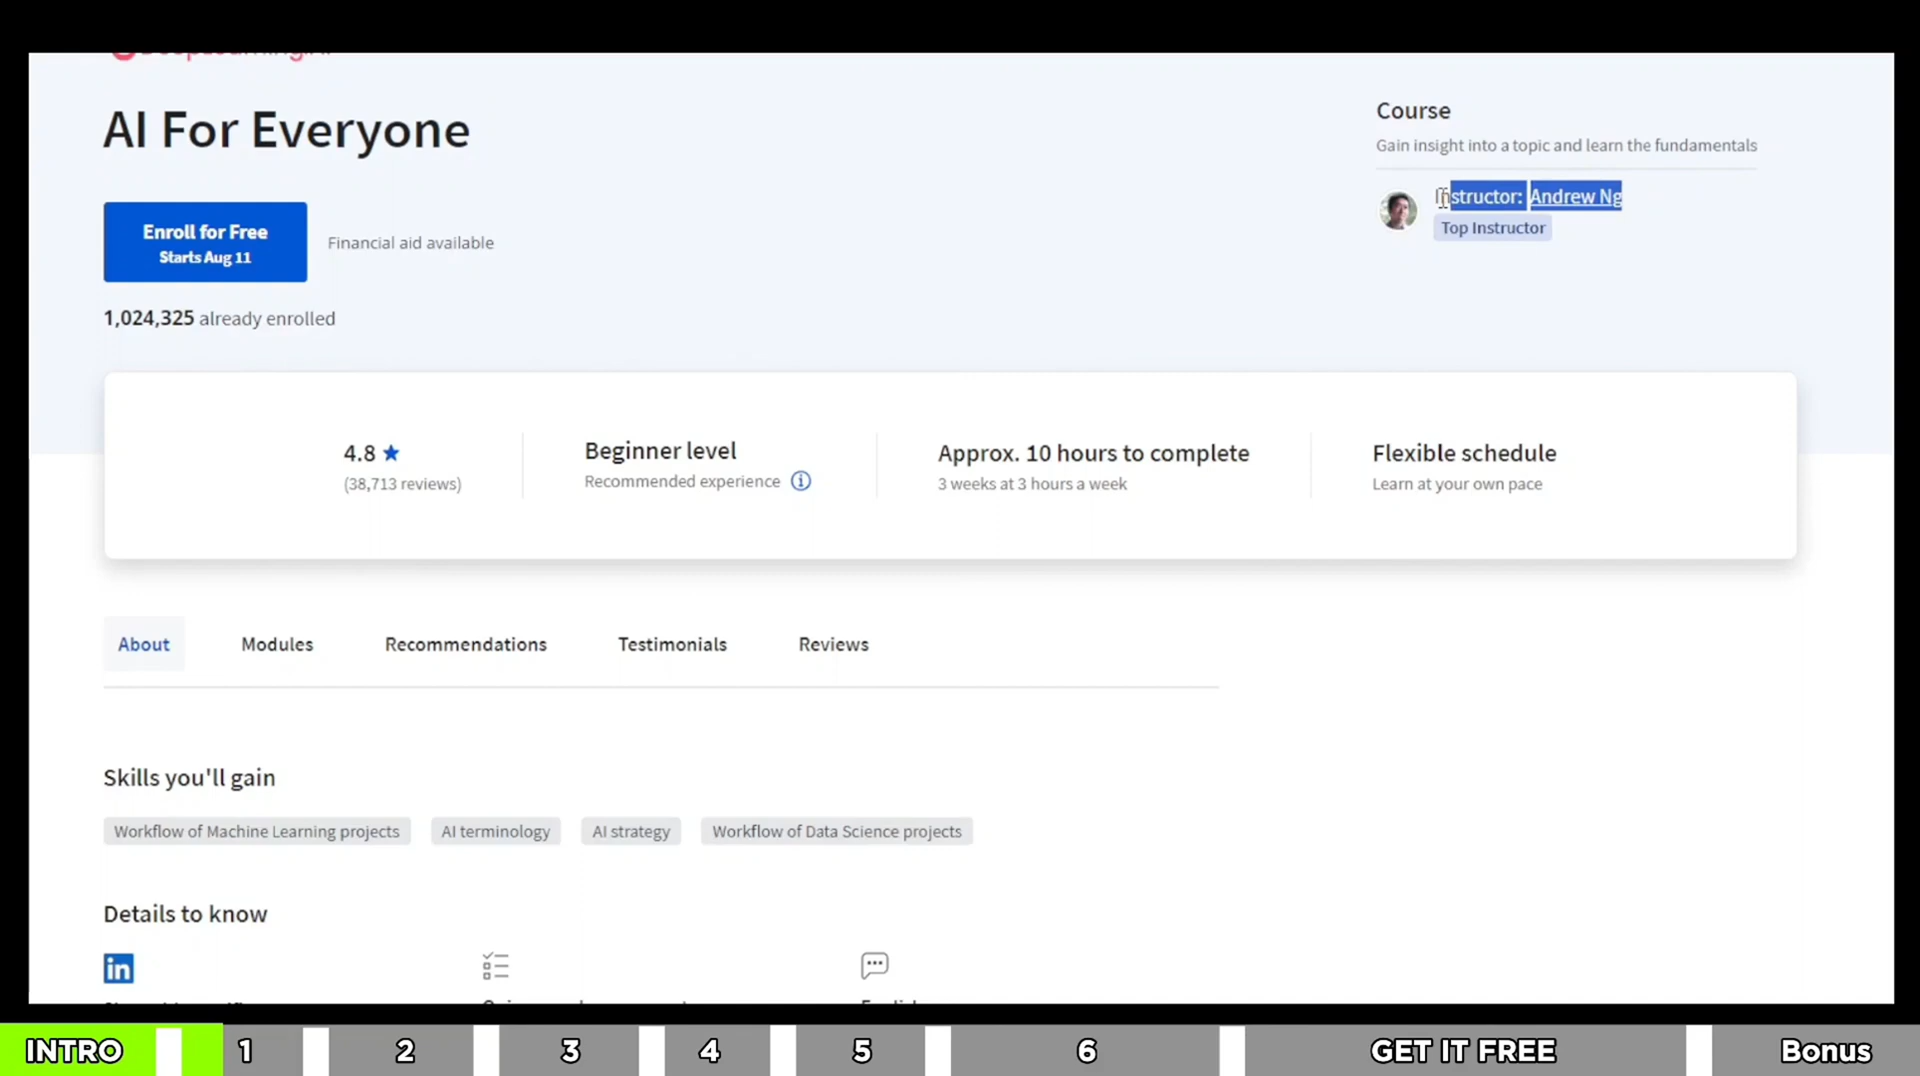 AI For Everyone
Enroll for Free
Starts Aug 11
Financial aid available
1,024,325 already enrolled
Course
Gain insight into a topic and learn the fundamentals
Instructor: Andrew Ng
Top Instructor
4.8
(38,713 reviews)
Beginner level
Recommended experience
Approx. 10 hours to complete
3 weeks at 3 hours a week
Flexible schedule
Learn at your own pace
About
Modules
Recommendations
Testimonials
Reviews
Skills you'll gain
Workflow of Machine Learning projects
AI terminology
AI strategy
Workflow of Data Science projects
Details to know
in
INTRO
1
2
3
4
5
6
GET IT FREE
Bonus